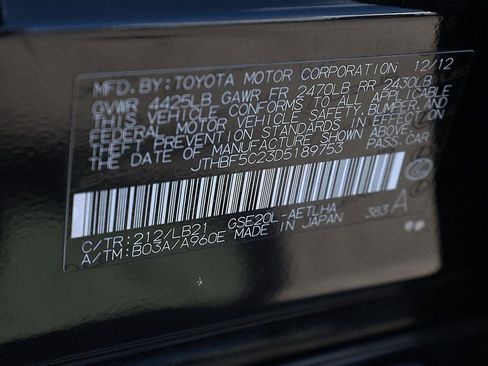 MFD. BY: TOYOTA MOTOR CORPORATION 12/12
GVWR 4425LB GAWR FR 2470LB RR 2430LB
THIS VEHICLE CONFORMS TO ALL APPLICABLE
FEDERAL MOTOR VEHICLE SAFETY, BUMPER, AND
THEFT PREVENTION STANDARDS IN EFFECT ON
THE DATE OF MANUFACTURE SHOWN ABOVE.
JTHBF5C23D5189753 PASS. CAR
C/TR: 212/LB21 GSE20L-AETLHA 383 A
A/TM: B03A/A960E MADE IN JAPAN